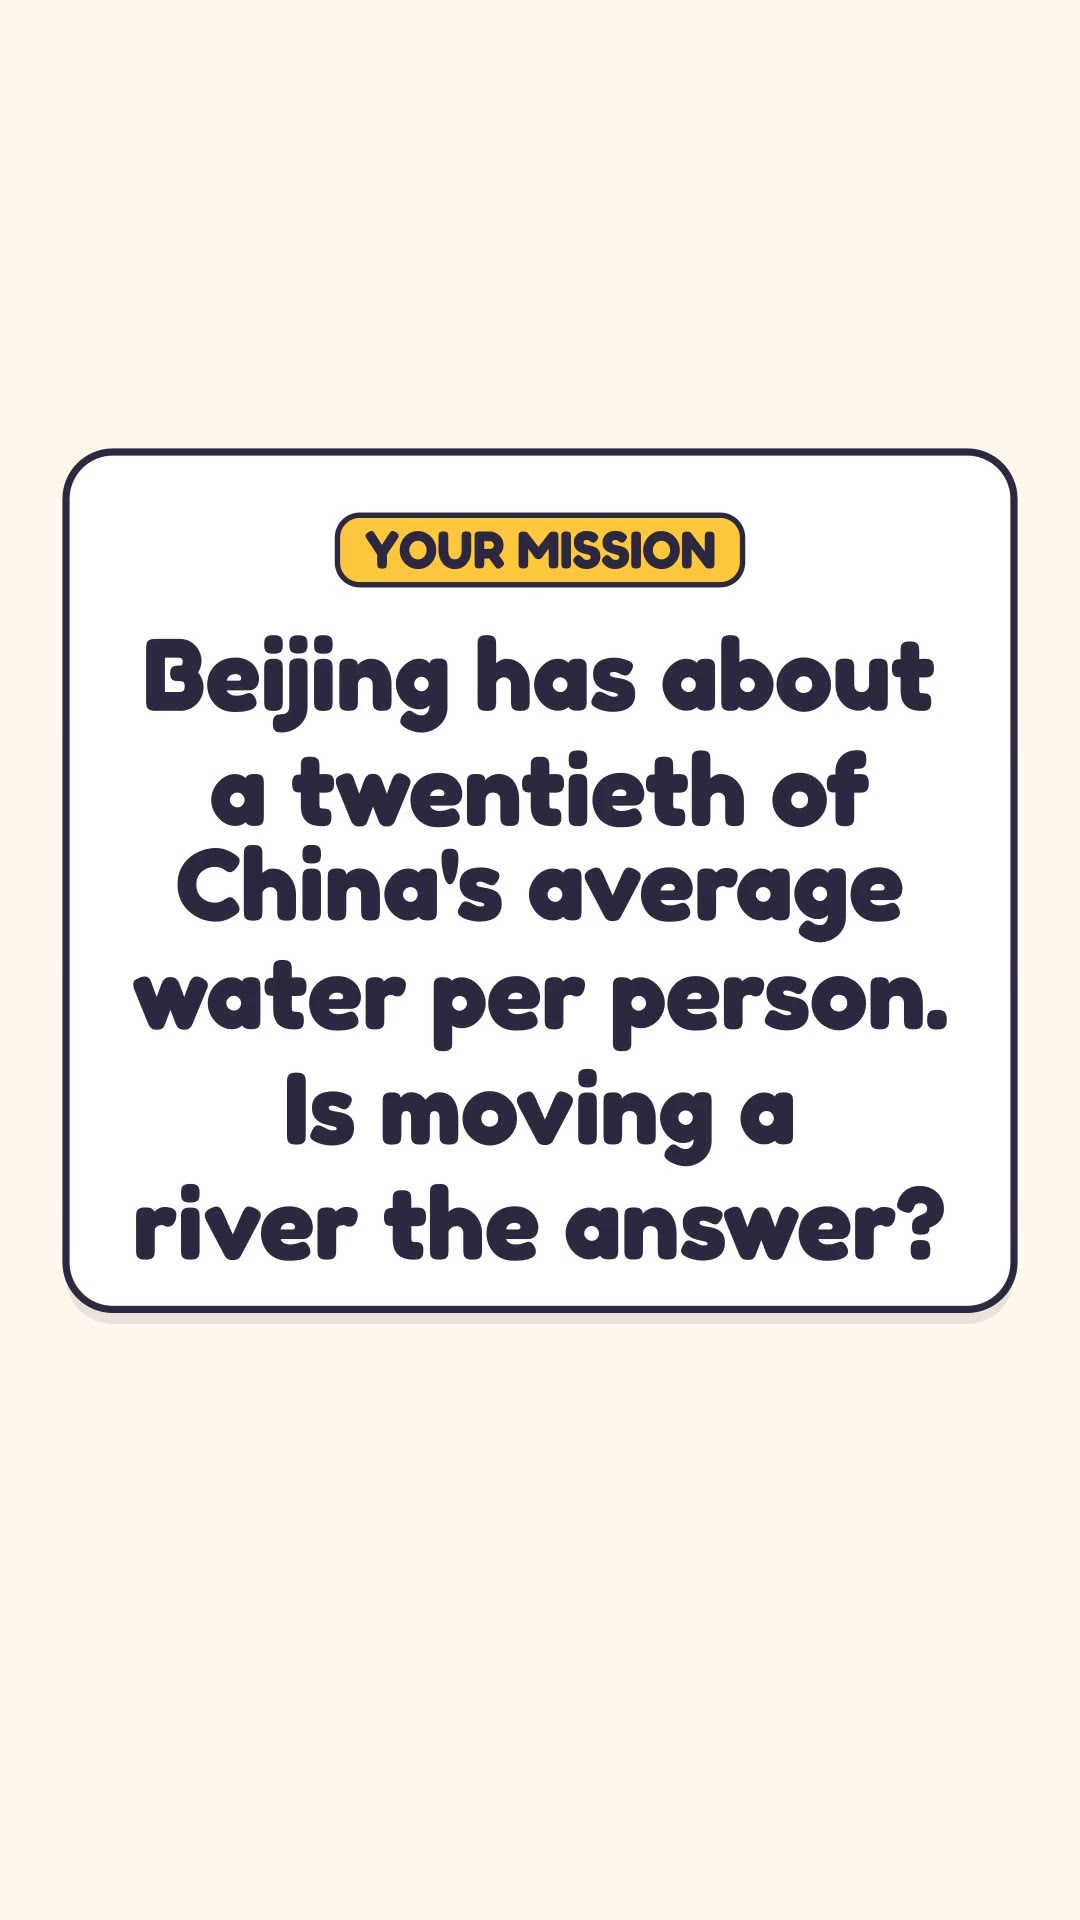 YOUR MISSION
Beijing has about
a twentieth of
China's average
water per person.
Is moving a
river the answer?